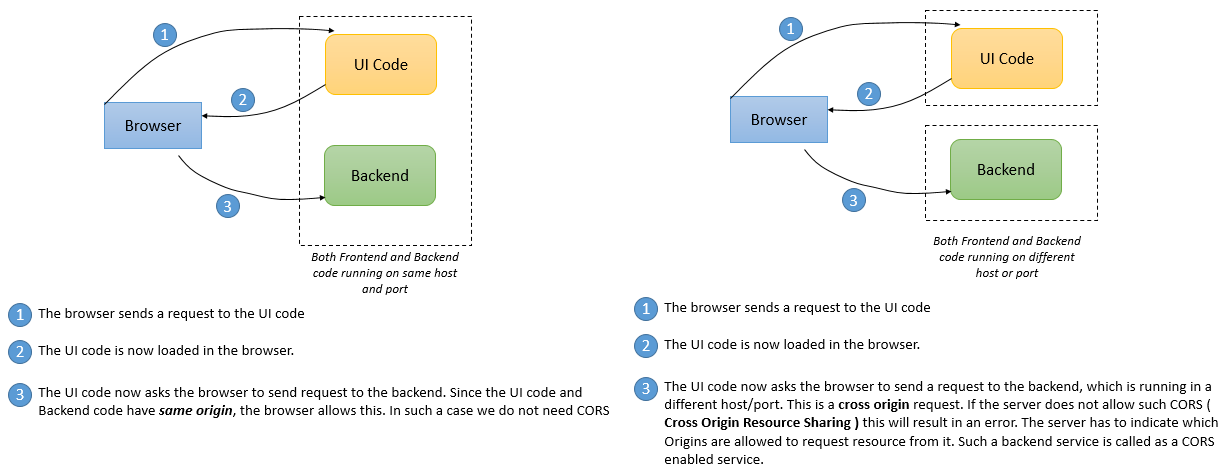 1
UI Code
2
Browser
Backend
3
Both Frontend and Backend
code running on same host
and port
1 The browser sends a request to the UI code
2 The UI code is now loaded in the browser.
3 The UI code now asks the browser to send request to the backend. Since the UI code and
Backend code have same origin, the browser allows this. In such a case we do not need CORS
1
UI Code
2
Browser
Backend
3
Both Frontend and Backend
code running on different
host or port
1 The browser sends a request to the UI code
2 The UI code is now loaded in the browser.
3 The UI code now asks the browser to send a request to the backend, which is running in a
different host/port. This is a cross origin request. If the server does not allow such CORS (
Cross Origin Resource Sharing ) this will result in an error. The server has to indicate which
Origins are allowed to request resource from it. Such a backend service is called as a CORS
enabled service.